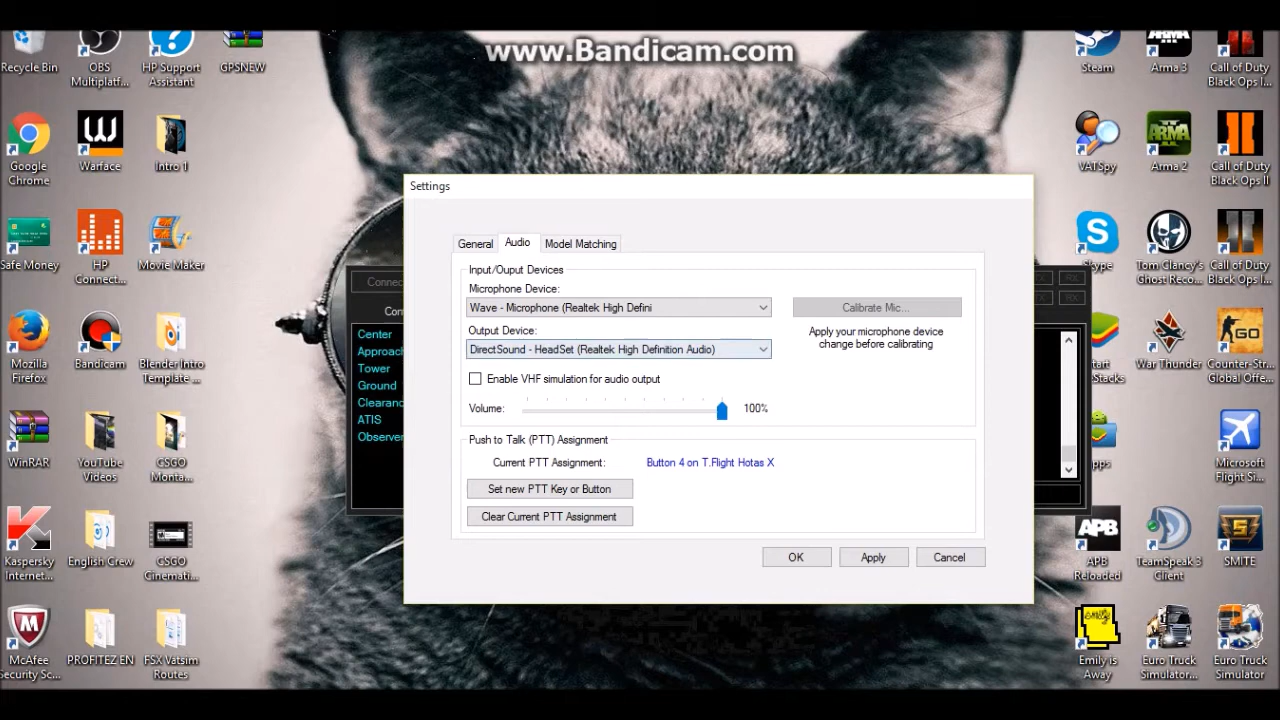 www.Bandicam.com
Recycle Bin
OBS
Multiplatf...
HP Support
Assistant
GPSNEW
Steam
Arma 3
Call of Duty
Black Ops I...
Google
Chrome
Warface
Intro 1
VATSpy
Arma 2
Call of Duty
Black Ops II
Safe Money
HP
Connect...
Movie Maker
Skype
Tom Clancy's
Ghost Reco...
Call of Duty
Black Ops I...
Mozilla
Firefox
Bandicam
Blender Intro
Template ...
War Thunder
Counter-Str...
Global Offe...
WinRAR
YouTube
Videos
CSGO
Monta...
Microsoft
Flight Si...
Kaspersky
Internet...
English Crew
CSGO
Cinemati...
APB
Reloaded
TeamSpeak 3
Client
SMITE
McAfee
Security Sc...
PROFITEZ EN
FSX Vatsim
Routes
Emily is
Away
Euro Truck
Simulator...
Euro Truck
Simulator
Center
Approach
Tower
Ground
Clearanc
ATIS
Observer
Settings
General
Audio
Model Matching
Input/Ouput Devices
Microphone Device:
Wave - Microphone (Realtek High Defini
Calibrate Mic...
Output Device:
Apply your microphone device
change before calibrating
DirectSound - HeadSet (Realtek High Definition Audio)
Enable VHF simulation for audio output
Volume:
100%
Push to Talk (PTT) Assignment
Current PTT Assignment:
Button 4 on T.Flight Hotas X
Set new PTT Key or Button
Clear Current PTT Assignment
OK
Apply
Cancel